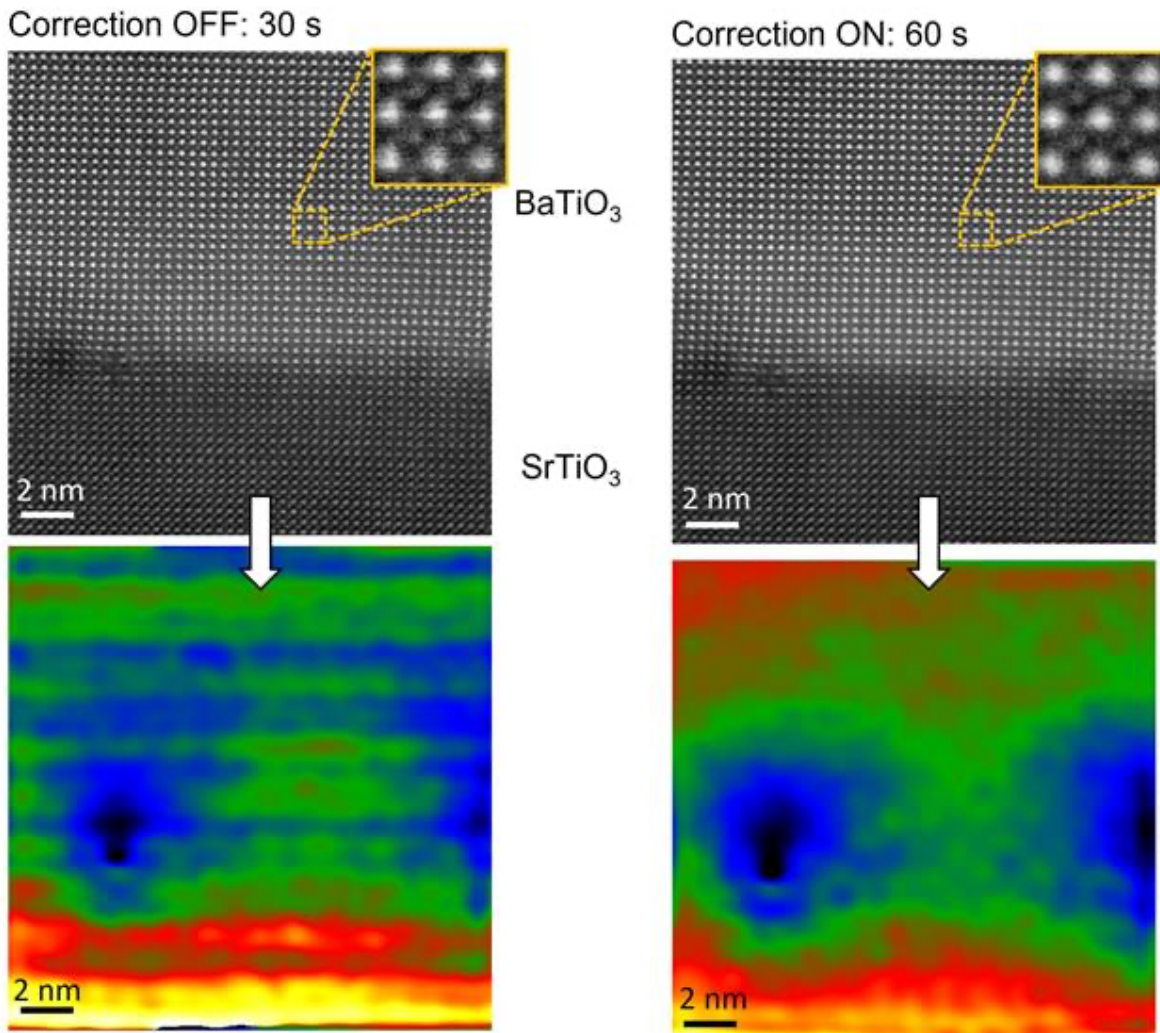 Correction OFF: 30 s
Correction ON: 60 s
BaTiO₃
SrTiO₃
2 nm
2 nm
2 nm
2 nm